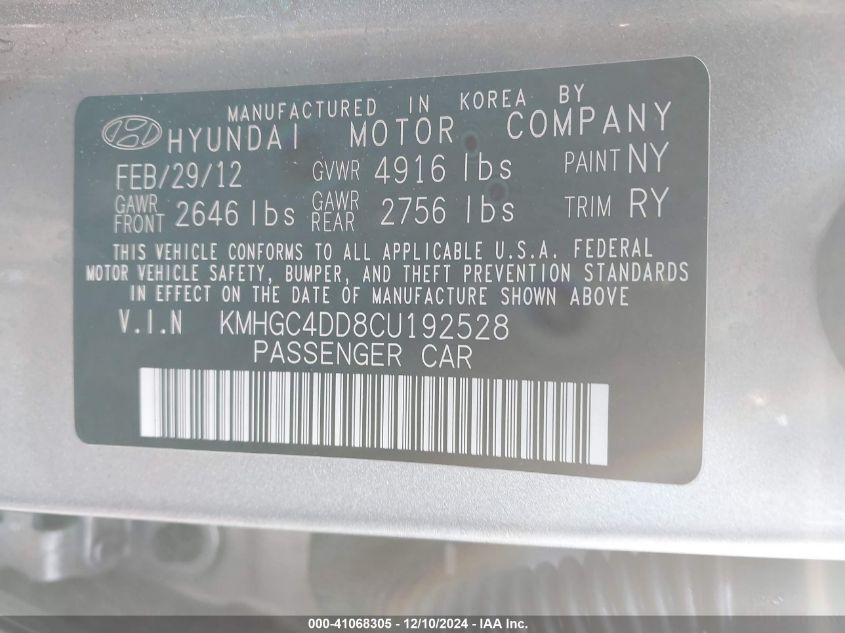 MANUFACTURED IN KOREA BY
HYUNDAI MOTOR COMPANY
FEB/29/12 GVWR 4916 lbs PAINT NY
GAWR FRONT 2646 lbs GAWR REAR 2756 lbs TRIM RY
THIS VEHICLE CONFORMS TO ALL APPLICABLE U.S.A. FEDERAL
MOTOR VEHICLE SAFETY, BUMPER, AND THEFT PREVENTION STANDARDS
IN EFFECT ON THE DATE OF MANUFACTURE SHOWN ABOVE
V.I.N KMHGC4DD8CU192528
PASSENGER CAR
000-41068305 - 12/10/2024 - IAA Inc.